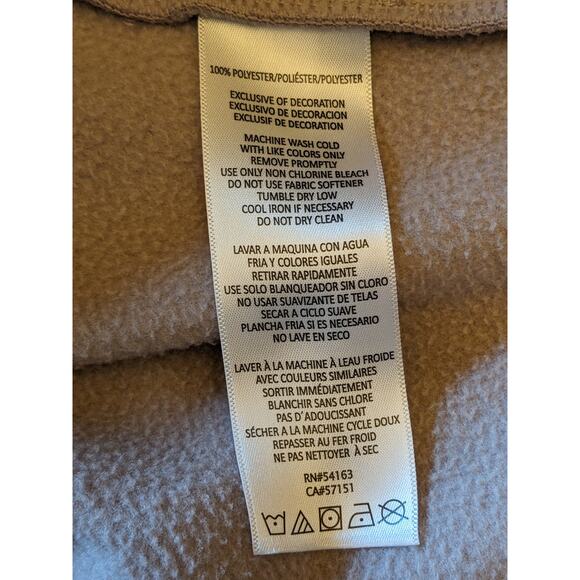 100% POLYESTER/POLIÉSTER/POLYESTER
EXCLUSIVE OF DECORATION
EXCLUSIVO DE DECORACION
EXCLUSIF DE DECORATION
MACHINE WASH COLD
WITH LIKE COLORS ONLY
REMOVE PROMPTLY
USE ONLY NON CHLORINE BLEACH
DO NOT USE FABRIC SOFTENER
TUMBLE DRY LOW
COOL IRON IF NECESSARY
DO NOT DRY CLEAN
LAVAR A MAQUINA CON AGUA
FRIA Y COLORES IGUALES
RETIRAR RAPIDAMENTE
USE SOLO BLANQUEADOR SIN CLORO
NO USAR SUAVIZANTE DE TELAS
SECAR A CICLO SUAVE
PLANCHA FRIA SI ES NECESARIO
NO LAVE EN SECO
LAVER À LA MACHINE À LEAU FROIDE
AVEC COULEURS SIMILAIRES
SORTIR IMMÉDIATEMENT
BLANCHIR SANS CHLORE
PAS D'ADOUCISSANT
SÉCHER A LA MACHINE CYCLE DOUX
REPASSER AU FER FROID
NE PAS NETTOYER À SEC
RN#54163
CA#57151